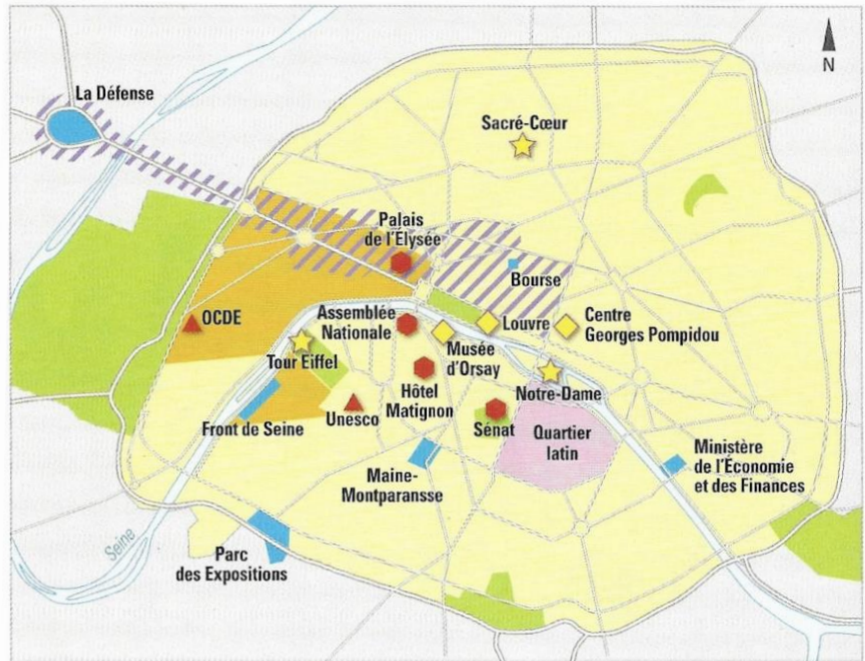 N
La Défense
Sacré-Cœur
Palais
de l'Elysée
Bourse
OCDE
Assemblée
Nationale
Louvre
Centre
Georges Pompidou
Tour Eiffel
Musée
d'Orsay
Hôtel
Matignon
Notre-Dame
Front de Seine
Unesco
Sénat
Quartier
latin
Maine-
Montparansse
Ministère
de l'Économie
et des Finances
Seine
Parc
des Expositions